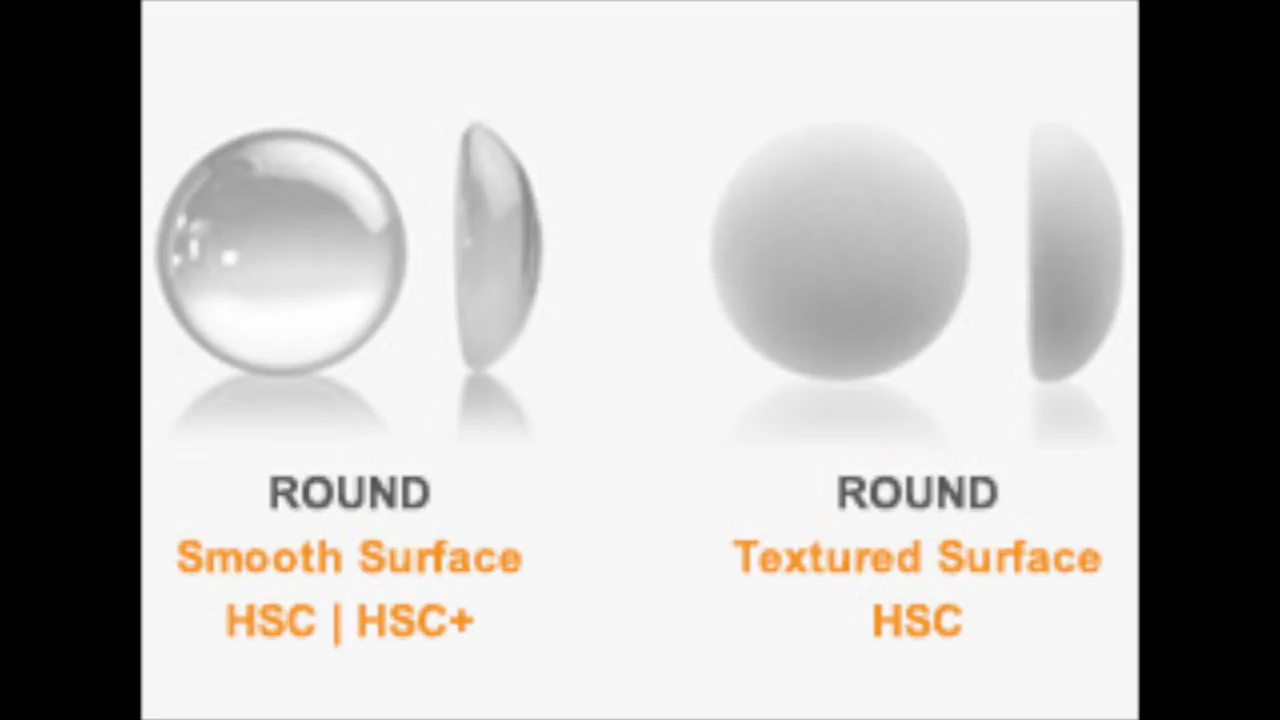 ROUND
Smooth Surface
HSC | HSC+
ROUND
Textured Surface
HSC